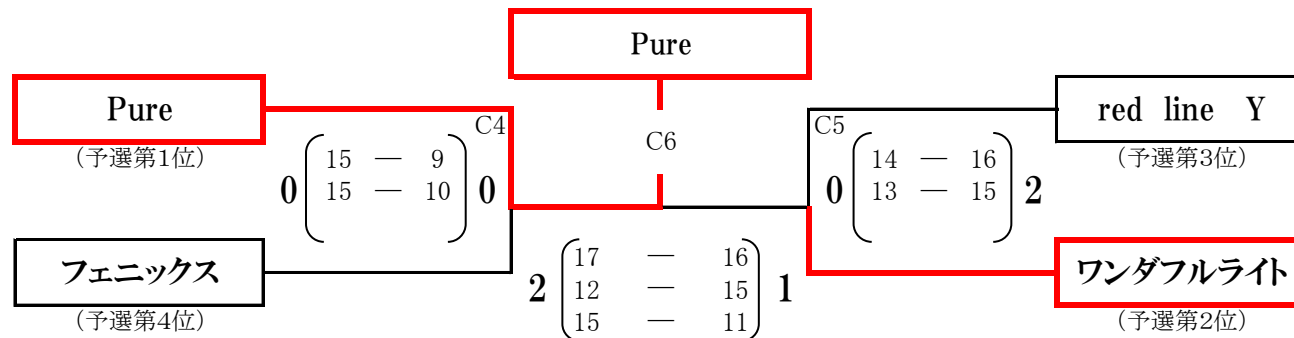 Pure
Pure
(予選第1位)
C4
0 15 — 9 0
15 — 10
フェニックス
(予選第4位)
C6
2 17 — 16 1
12 — 15
15 — 11
C5
0 14 — 16 2
13 — 15
red line Y
(予選第3位)
ワンダフルライト
(予選第2位)